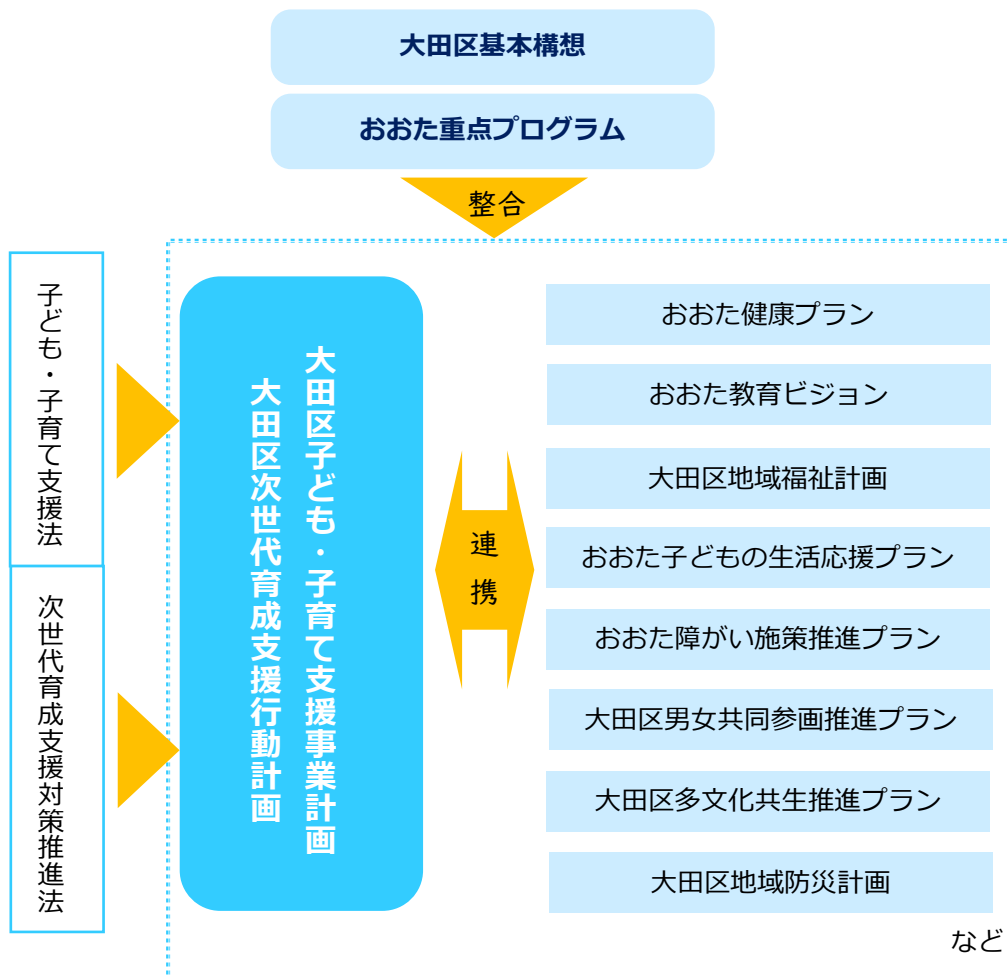 大田区基本構想
おおた重点プログラム
整合
子ども・子育て支援法
次世代育成支援対策推進法
大田区子ども・子育て支援事業計画
大田区次世代育成支援行動計画
連
携
おおた健康プラン
おおた教育ビジョン
大田区地域福祉計画
おおた子どもの生活応援プラン
おおた障がい施策推進プラン
大田区男女共同参画推進プラン
大田区多文化共生推進プラン
大田区地域防災計画
など